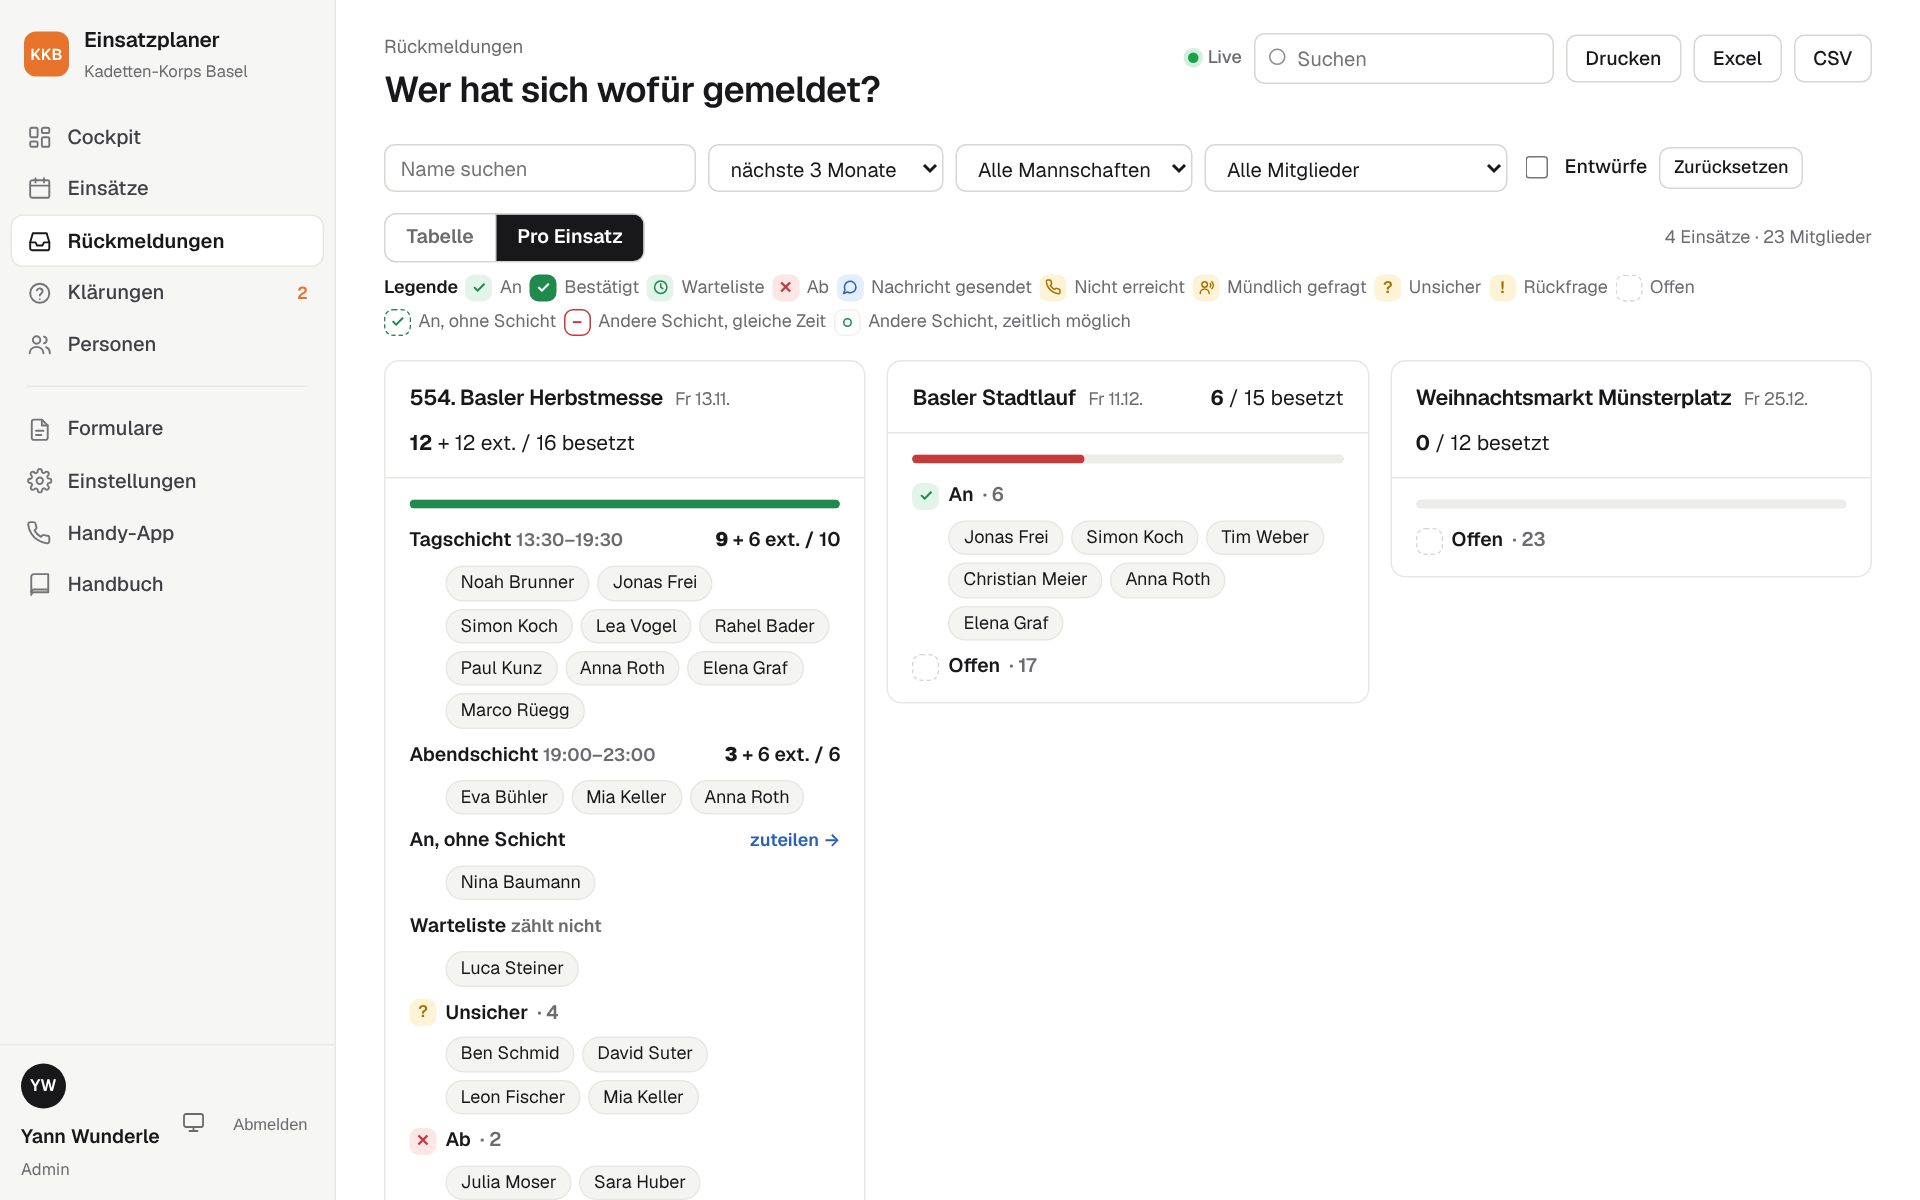 KKB
Einsatzplaner
Kadetten-Korps Basel
Cockpit
Einsätze
Rückmeldungen
Klärungen 2
Personen
Formulare
Einstellungen
Handy-App
Handbuch
YW
Yann Wunderle
Admin
Abmelden
Rückmeldungen
Wer hat sich wofür gemeldet?
Live
Suchen
Drucken
Excel
CSV
Name suchen
nächste 3 Monate
Alle Mannschaften
Alle Mitglieder
Entwürfe
Zurücksetzen
Tabelle
Pro Einsatz
4 Einsätze · 23 Mitglieder
Legende An Bestätigt Warteliste Ab Nachricht gesendet Nicht erreicht Mündlich gefragt ? Unsicher ! Rückfrage Offen
An, ohne Schicht Andere Schicht, gleiche Zeit Andere Schicht, zeitlich möglich
554. Basler Herbstmesse Fr 13.11.
12 + 12 ext. / 16 besetzt
Tagschicht 13:30–19:30 9 + 6 ext. / 10
Noah Brunner Jonas Frei
Simon Koch Lea Vogel Rahel Bader
Paul Kunz Anna Roth Elena Graf
Marco Rüegg
Abendschicht 19:00–23:00 3 + 6 ext. / 6
Eva Bühler Mia Keller Anna Roth
An, ohne Schicht zuteilen →
Nina Baumann
Warteliste zählt nicht
Luca Steiner
? Unsicher · 4
Ben Schmid David Suter
Leon Fischer Mia Keller
Ab · 2
Julia Moser Sara Huber
Basler Stadtlauf Fr 11.12. 6 / 15 besetzt
An · 6
Jonas Frei Simon Koch Tim Weber
Christian Meier Anna Roth
Elena Graf
Offen · 17
Weihnachtsmarkt Münsterplatz Fr 25.12.
0 / 12 besetzt
Offen · 23